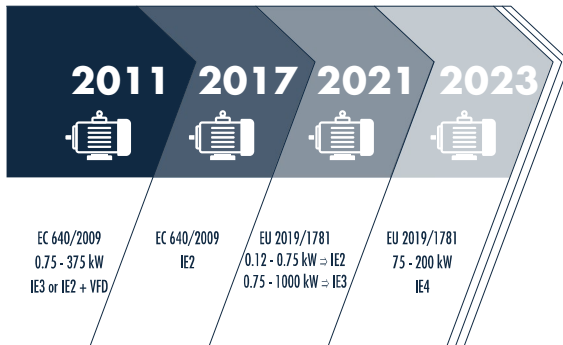 2011 2017 2021 2023
EC 640/2009
0.75 - 375 kW
IE3 or IE2 + VFD
EC 640/2009
IE2
EU 2019/1781
0.12 - 0.75 kW ⇒ IE2
0.75 - 1000 kW ⇒ IE3
EU 2019/1781
75 - 200 kW
IE4